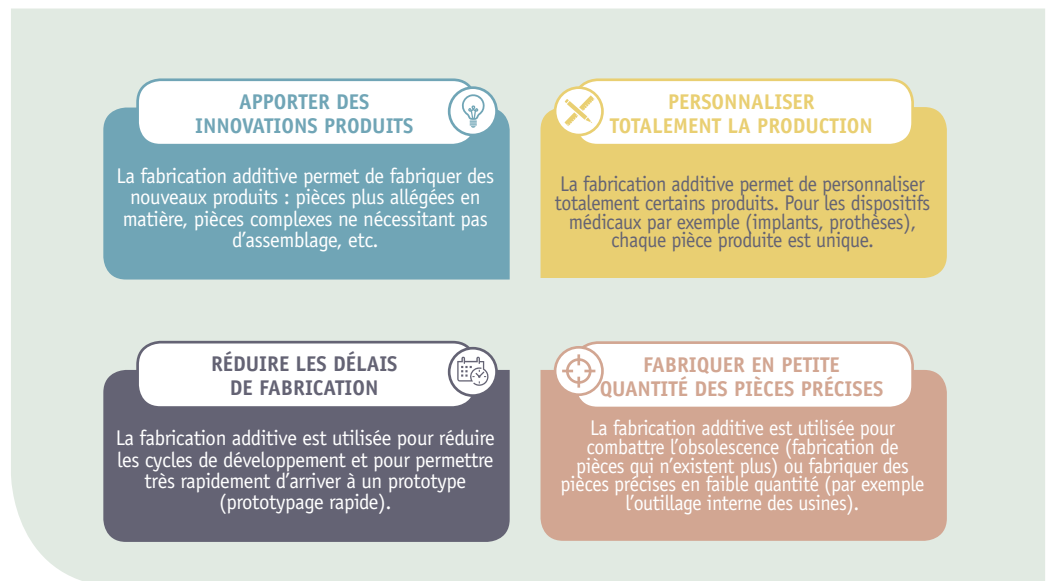 APPORTER DES
INNOVATIONS PRODUITS
La fabrication additive permet de fabriquer des
nouveaux produits : pièces plus allégées en
matière, pièces complexes ne nécessitant pas
d’assemblage, etc.
PERSONNALISER
TOTALEMENT LA PRODUCTION
La fabrication additive permet de personnaliser
totalement certains produits. Pour les dispositifs
médicaux par exemple (implants, prothèses),
chaque pièce produite est unique.
RÉDUIRE LES DÉLAIS
DE FABRICATION
La fabrication additive est utilisée pour réduire
les cycles de développement et pour permettre
très rapidement d’arriver à un prototype
(prototypage rapide).
FABRIQUER EN PETITE
QUANTITÉ DES PIÈCES PRÉCISES
La fabrication additive est utilisée pour
combattre l’obsolescence (fabrication de
pièces qui n’existent plus) ou fabriquer des
pièces précises en faible quantité (par exemple
l’outillage interne des usines).